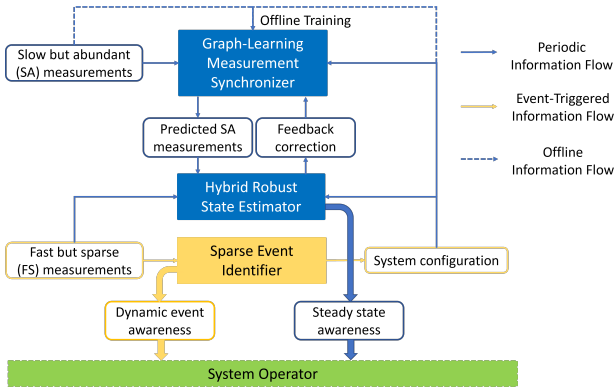 Offline Training
Slow but abundant
(SA) measurements
Graph-Learning
Measurement
Synchronizer
Periodic
Information Flow
Event-Triggered
Information Flow
Offline
Information Flow
Predicted SA
measurements
Feedback
correction
Hybrid Robust
State Estimator
Fast but sparse
(FS) measurements
Sparse Event
Identifier
System configuration
Dynamic event
awareness
Steady state
awareness
System Operator